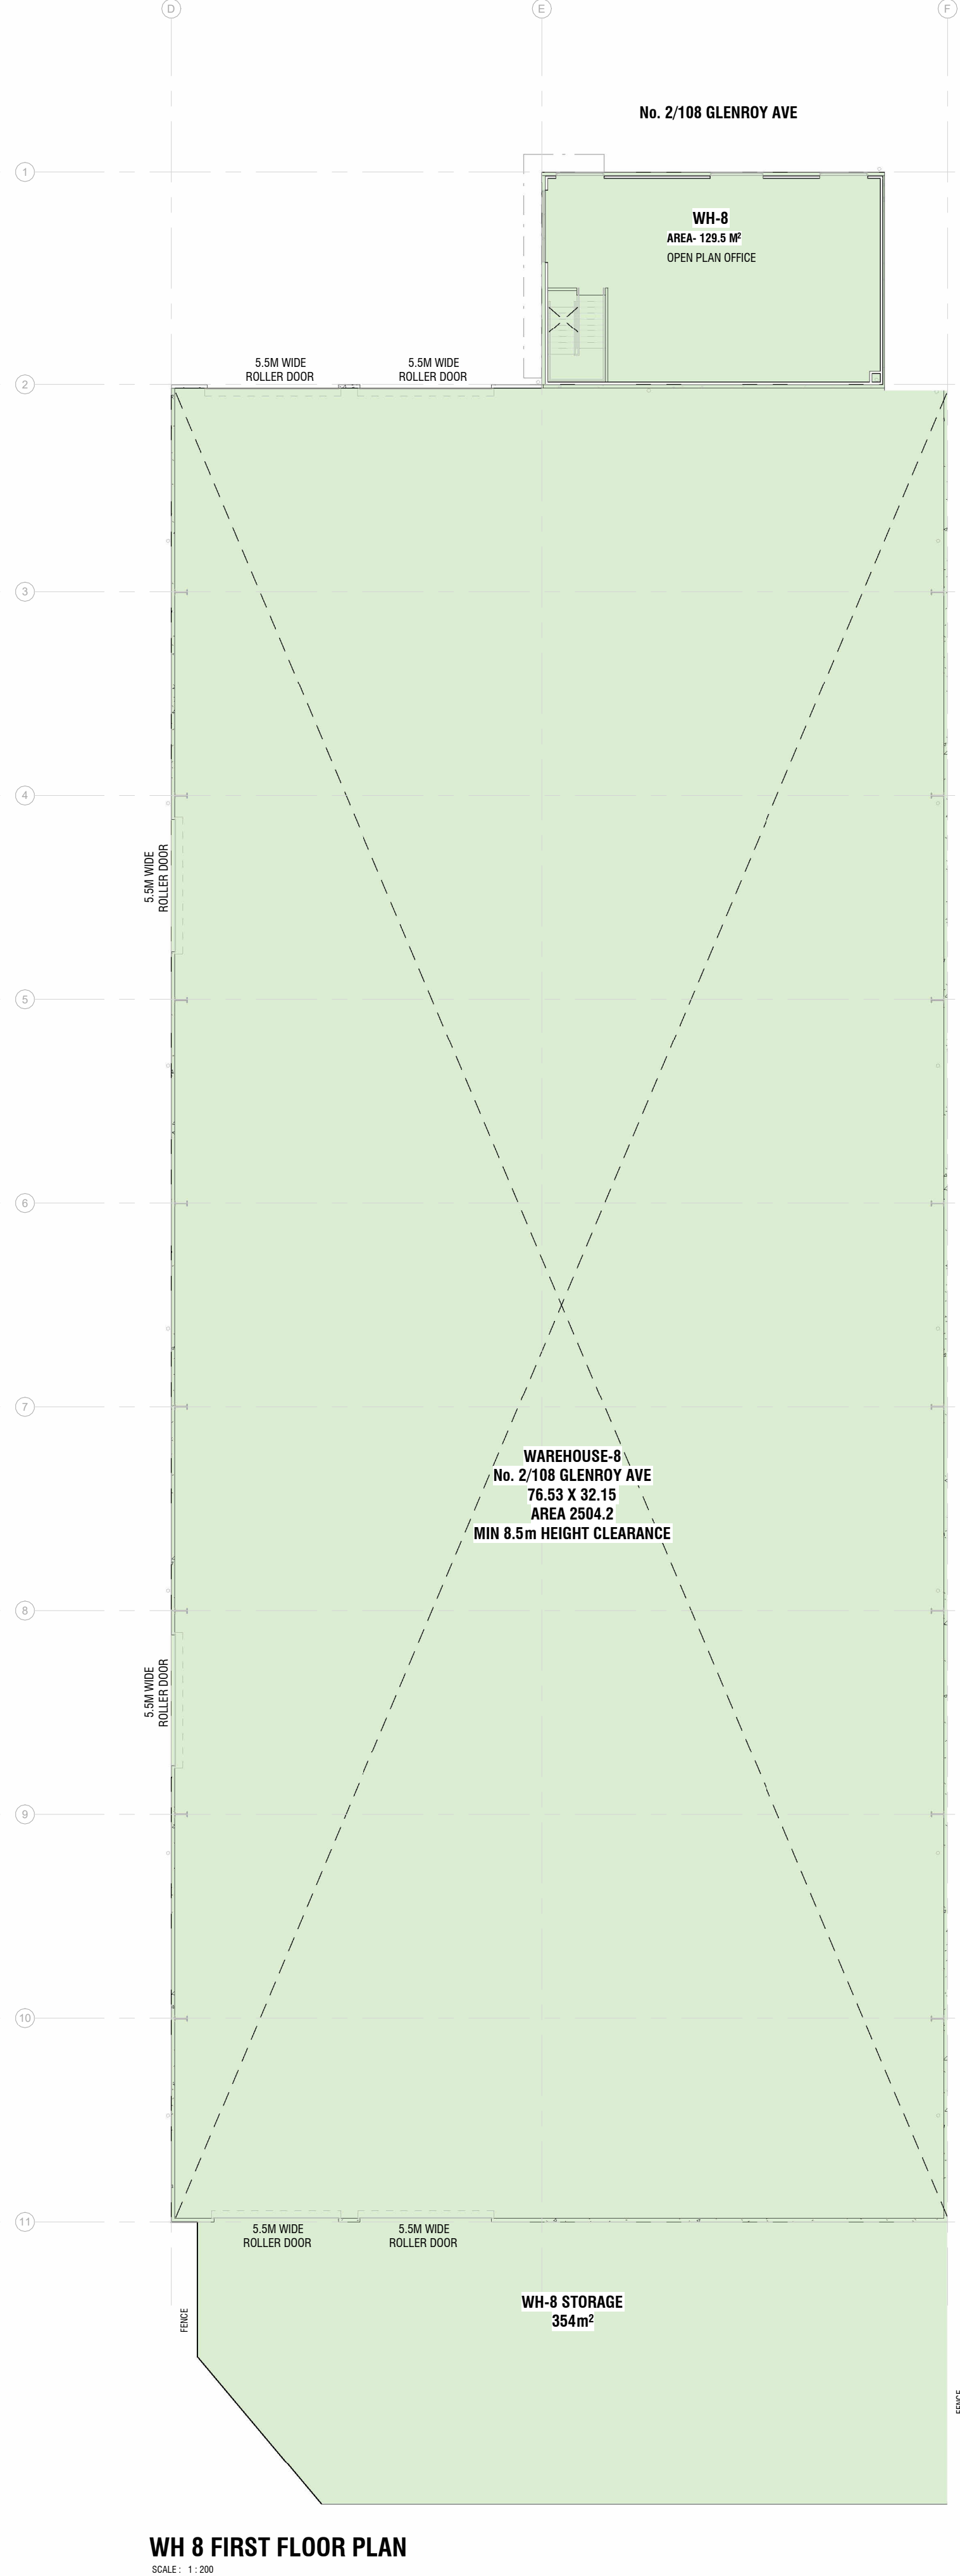 D
E
F
No. 2/108 GLENROY AVE
1
WH-8
AREA- 129.5 M²
OPEN PLAN OFFICE
5.5M WIDE
ROLLER DOOR
5.5M WIDE
ROLLER DOOR
2
3
4
5.5M WIDE
ROLLER DOOR
5
6
7
WAREHOUSE-8
No. 2/108 GLENROY AVE
76.53 X 32.15
AREA 2504.2
MIN 8.5m HEIGHT CLEARANCE
8
5.5M WIDE
ROLLER DOOR
9
10
11
5.5M WIDE
ROLLER DOOR
5.5M WIDE
ROLLER DOOR
WH-8 STORAGE
354m²
FENCE
FENCE
WH 8 FIRST FLOOR PLAN
SCALE : 1 : 200